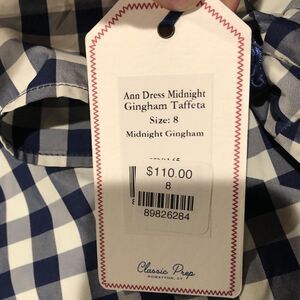 Ann Dress Midnight
Gingham Taffeta
Size: 8
Midnight Gingham
$110.00
8
89826284
Classic Prep